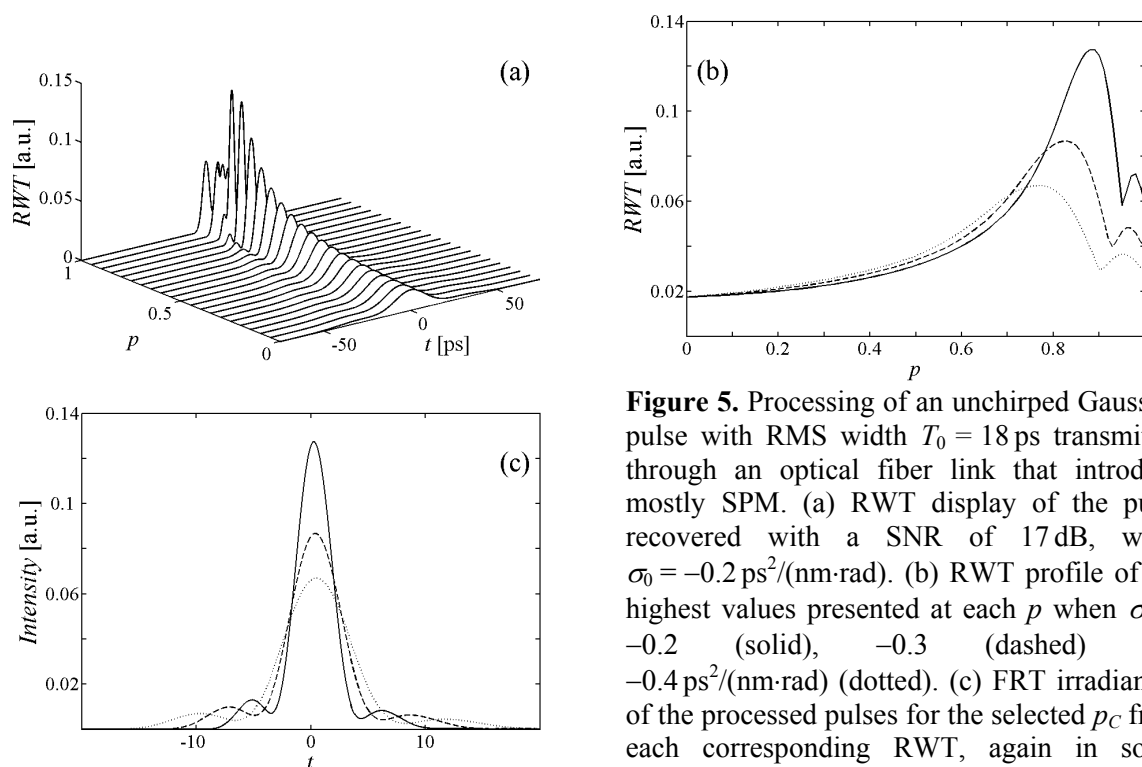 (a)
0.15
0.1
0.05
0
RWT [a.u.]
1
0.5
0
p
-50
0
50
t [ps]
(b)
0.14
0.1
0.06
0.02
RWT [a.u.]
0
0.2
0.4
0.6
0.8
p
(c)
0.14
0.1
0.06
0.02
Intensity [a.u.]
-10
0
10
t
Figure 5. Processing of an unchirped Gauss
pulse with RMS width T₀ = 18 ps transmi
through an optical fiber link that introd
mostly SPM. (a) RWT display of the pu
recovered with a SNR of 17 dB, w
σ₀ = −0.2 ps²/(nm·rad). (b) RWT profile of
highest values presented at each p when σ
−0.2 (solid), −0.3 (dashed)
−0.4 ps²/(nm·rad) (dotted). (c) FRT irradian
of the processed pulses for the selected p_C fr
each corresponding RWT, again in so